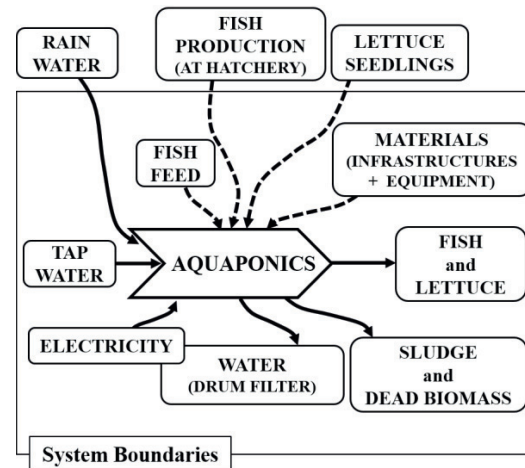 RAIN
WATER
FISH
PRODUCTION
(AT HATCHERY)
LETTUCE
SEEDLINGS
FISH
FEED
MATERIALS
(INFRASTRUCTURES
+ EQUIPMENT)
TAP
WATER
AQUAPONICS
FISH
and
LETTUCE
ELECTRICITY
WATER
(DRUM FILTER)
SLUDGE
and
DEAD BIOMASS
System Boundaries